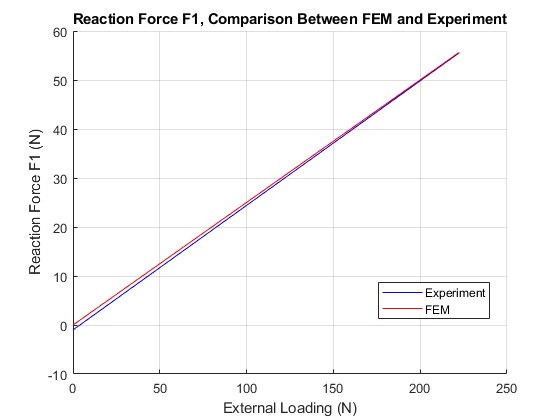 Reaction Force F1, Comparison Between FEM and Experiment
60
50
40
30
20
10
0
-10
Reaction Force F1 (N)
Experiment
FEM
0 50 100 150 200 250
External Loading (N)